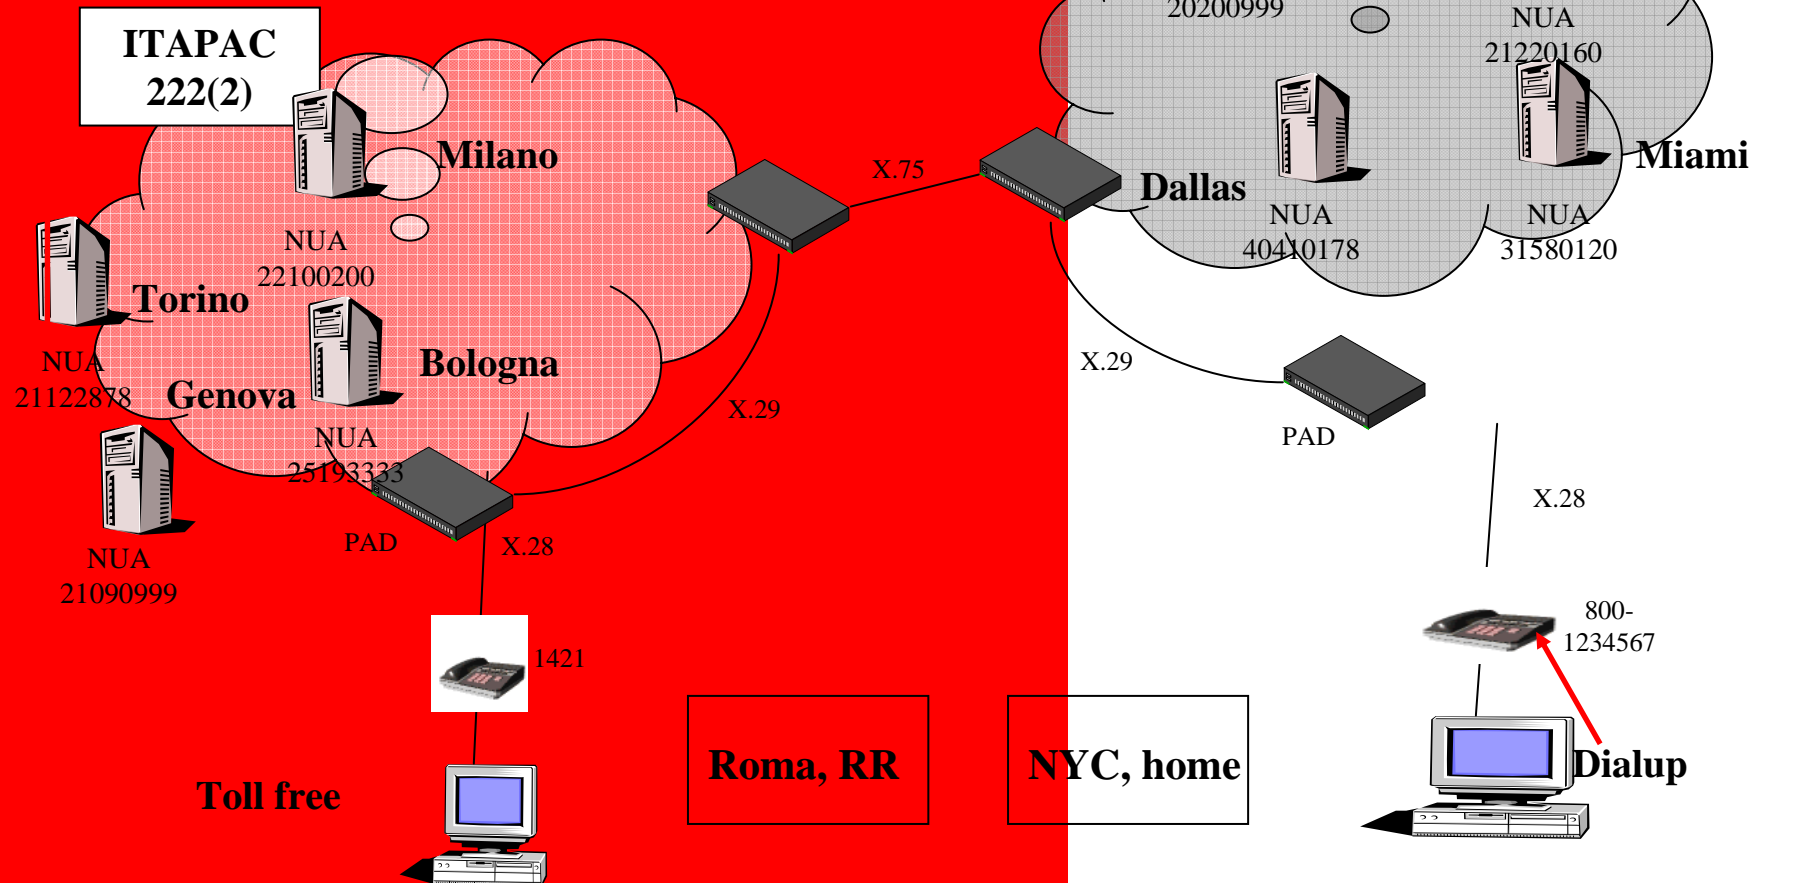 ITAPAC
222(2)
Milano
NUA
22100200
Torino
NUA
21122878
Genova
Bologna
NUA
25193333
NUA
21090999
PAD
X.28
X.29
1421
Toll free
Roma, RR
X.75
20200999
NUA
21220160
Miami
Dallas
NUA
40410178
NUA
31580120
X.29
PAD
X.28
800-
1234567
NYC, home
Dialup